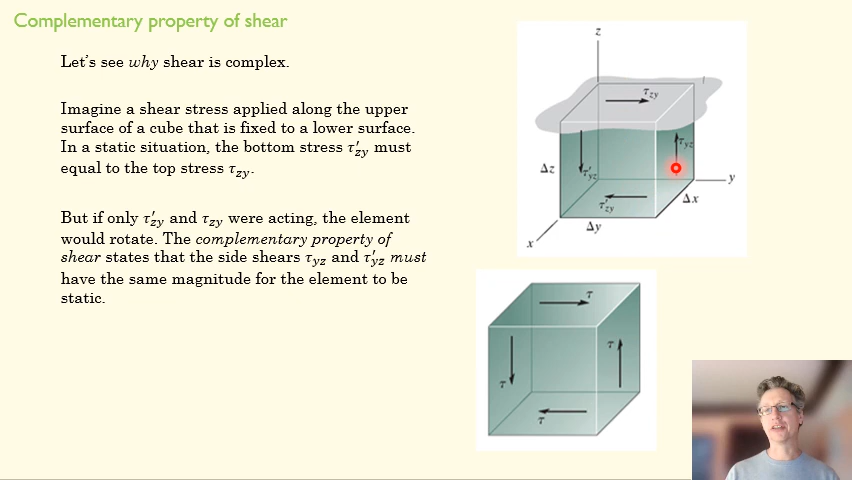 Complementary property of shear
Let's see why shear is complex.
Imagine a shear stress applied along the upper
surface of a cube that is fixed to a lower surface.
In a static situation, the bottom stress τ′zy must
equal to the top stress τzy.
But if only τ′zy and τzy were acting, the element
would rotate. The complementary property of
shear states that the side shears τyz and τ′yz must
have the same magnitude for the element to be
static.
z
τzy
τyz
Δz
τ′yz
τ′zy
y
Δx
Δy
x
τ
τ
τ
τ